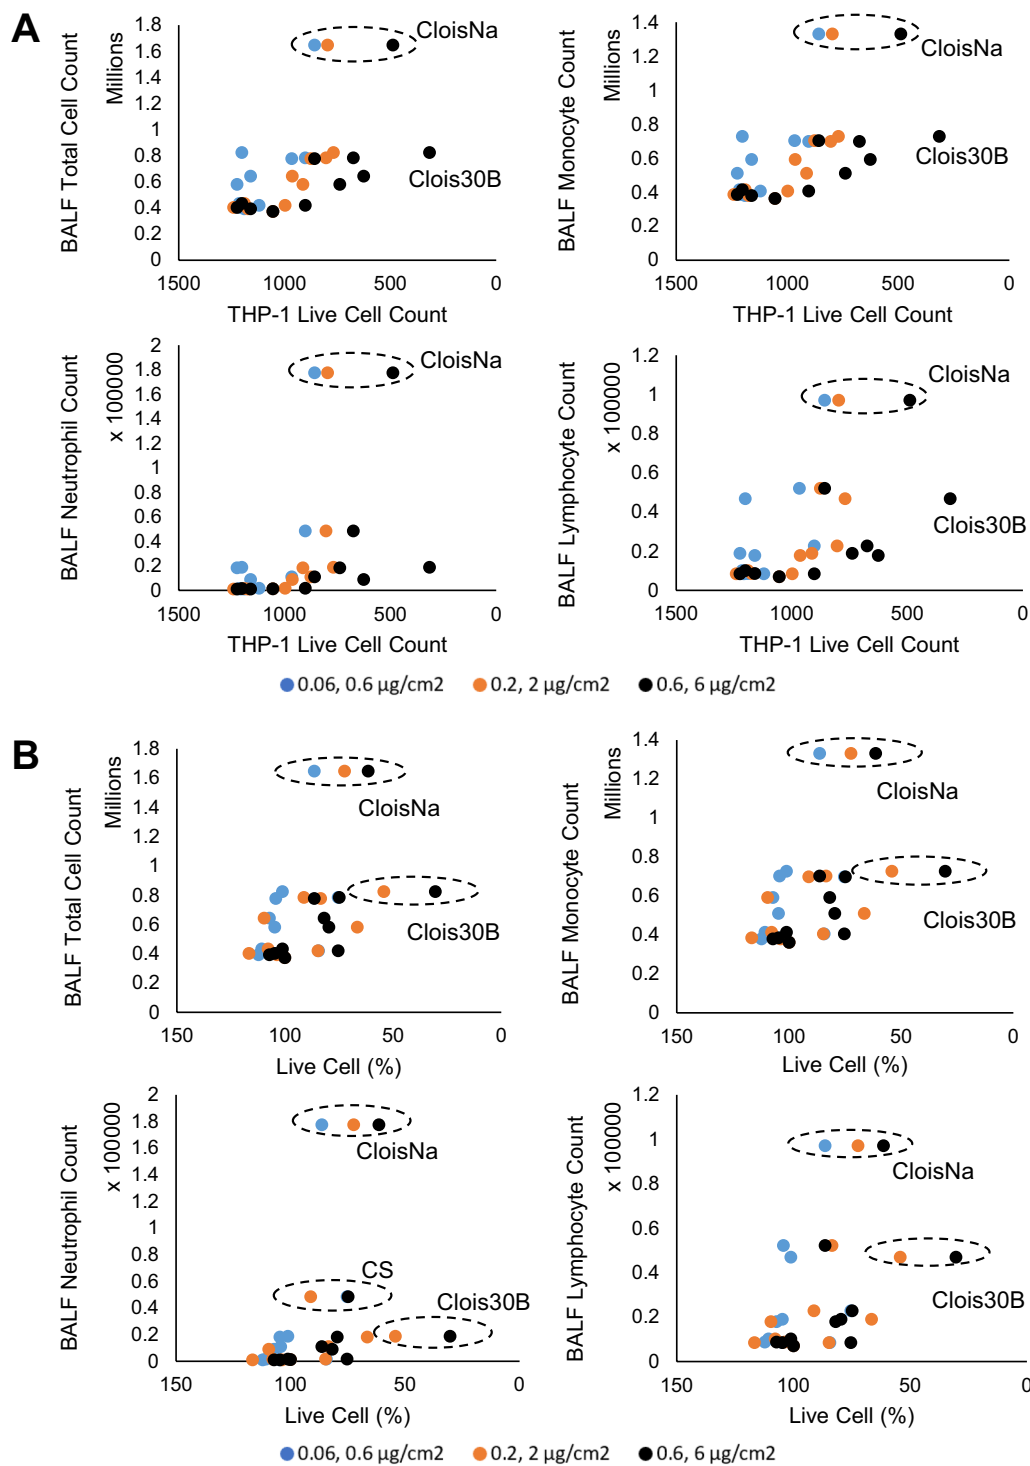 A
BALF Total Cell Count
Millions
1.8
1.6
1.4
1.2
1
0.8
0.6
0.4
0.2
0
1500
1000
500
0
THP-1 Live Cell Count
CloisNa
Clois30B
BALF Monocyte Count
Millions
1.4
1.2
1
0.8
0.6
0.4
0.2
0
1500
1000
500
0
THP-1 Live Cell Count
CloisNa
Clois30B
BALF Neutrophil Count
x 100000
2
1.8
1.6
1.4
1.2
1
0.8
0.6
0.4
0.2
0
1500
1000
500
0
THP-1 Live Cell Count
CloisNa
BALF Lymphocyte Count
x 100000
1.2
1
0.8
0.6
0.4
0.2
0
1500
1000
500
0
THP-1 Live Cell Count
CloisNa
Clois30B
0.06, 0.6 µg/cm2 0.2, 2 µg/cm2 0.6, 6 µg/cm2
B
BALF Total Cell Count
Millions
1.8
1.6
1.4
1.2
1
0.8
0.6
0.4
0.2
0
150
100
50
0
Live Cell (%)
CloisNa
Clois30B
BALF Monocyte Count
Millions
1.4
1.2
1
0.8
0.6
0.4
0.2
0
150
100
50
0
Live Cell (%)
CloisNa
Clois30B
BALF Neutrophil Count
x 100000
2
1.8
1.6
1.4
1.2
1
0.8
0.6
0.4
0.2
0
150
100
50
0
Live Cell (%)
CloisNa
CS
Clois30B
BALF Lymphocyte Count
x 100000
1.2
1
0.8
0.6
0.4
0.2
0
150
100
50
0
Live Cell (%)
CloisNa
Clois30B
0.06, 0.6 µg/cm2 0.2, 2 µg/cm2 0.6, 6 µg/cm2